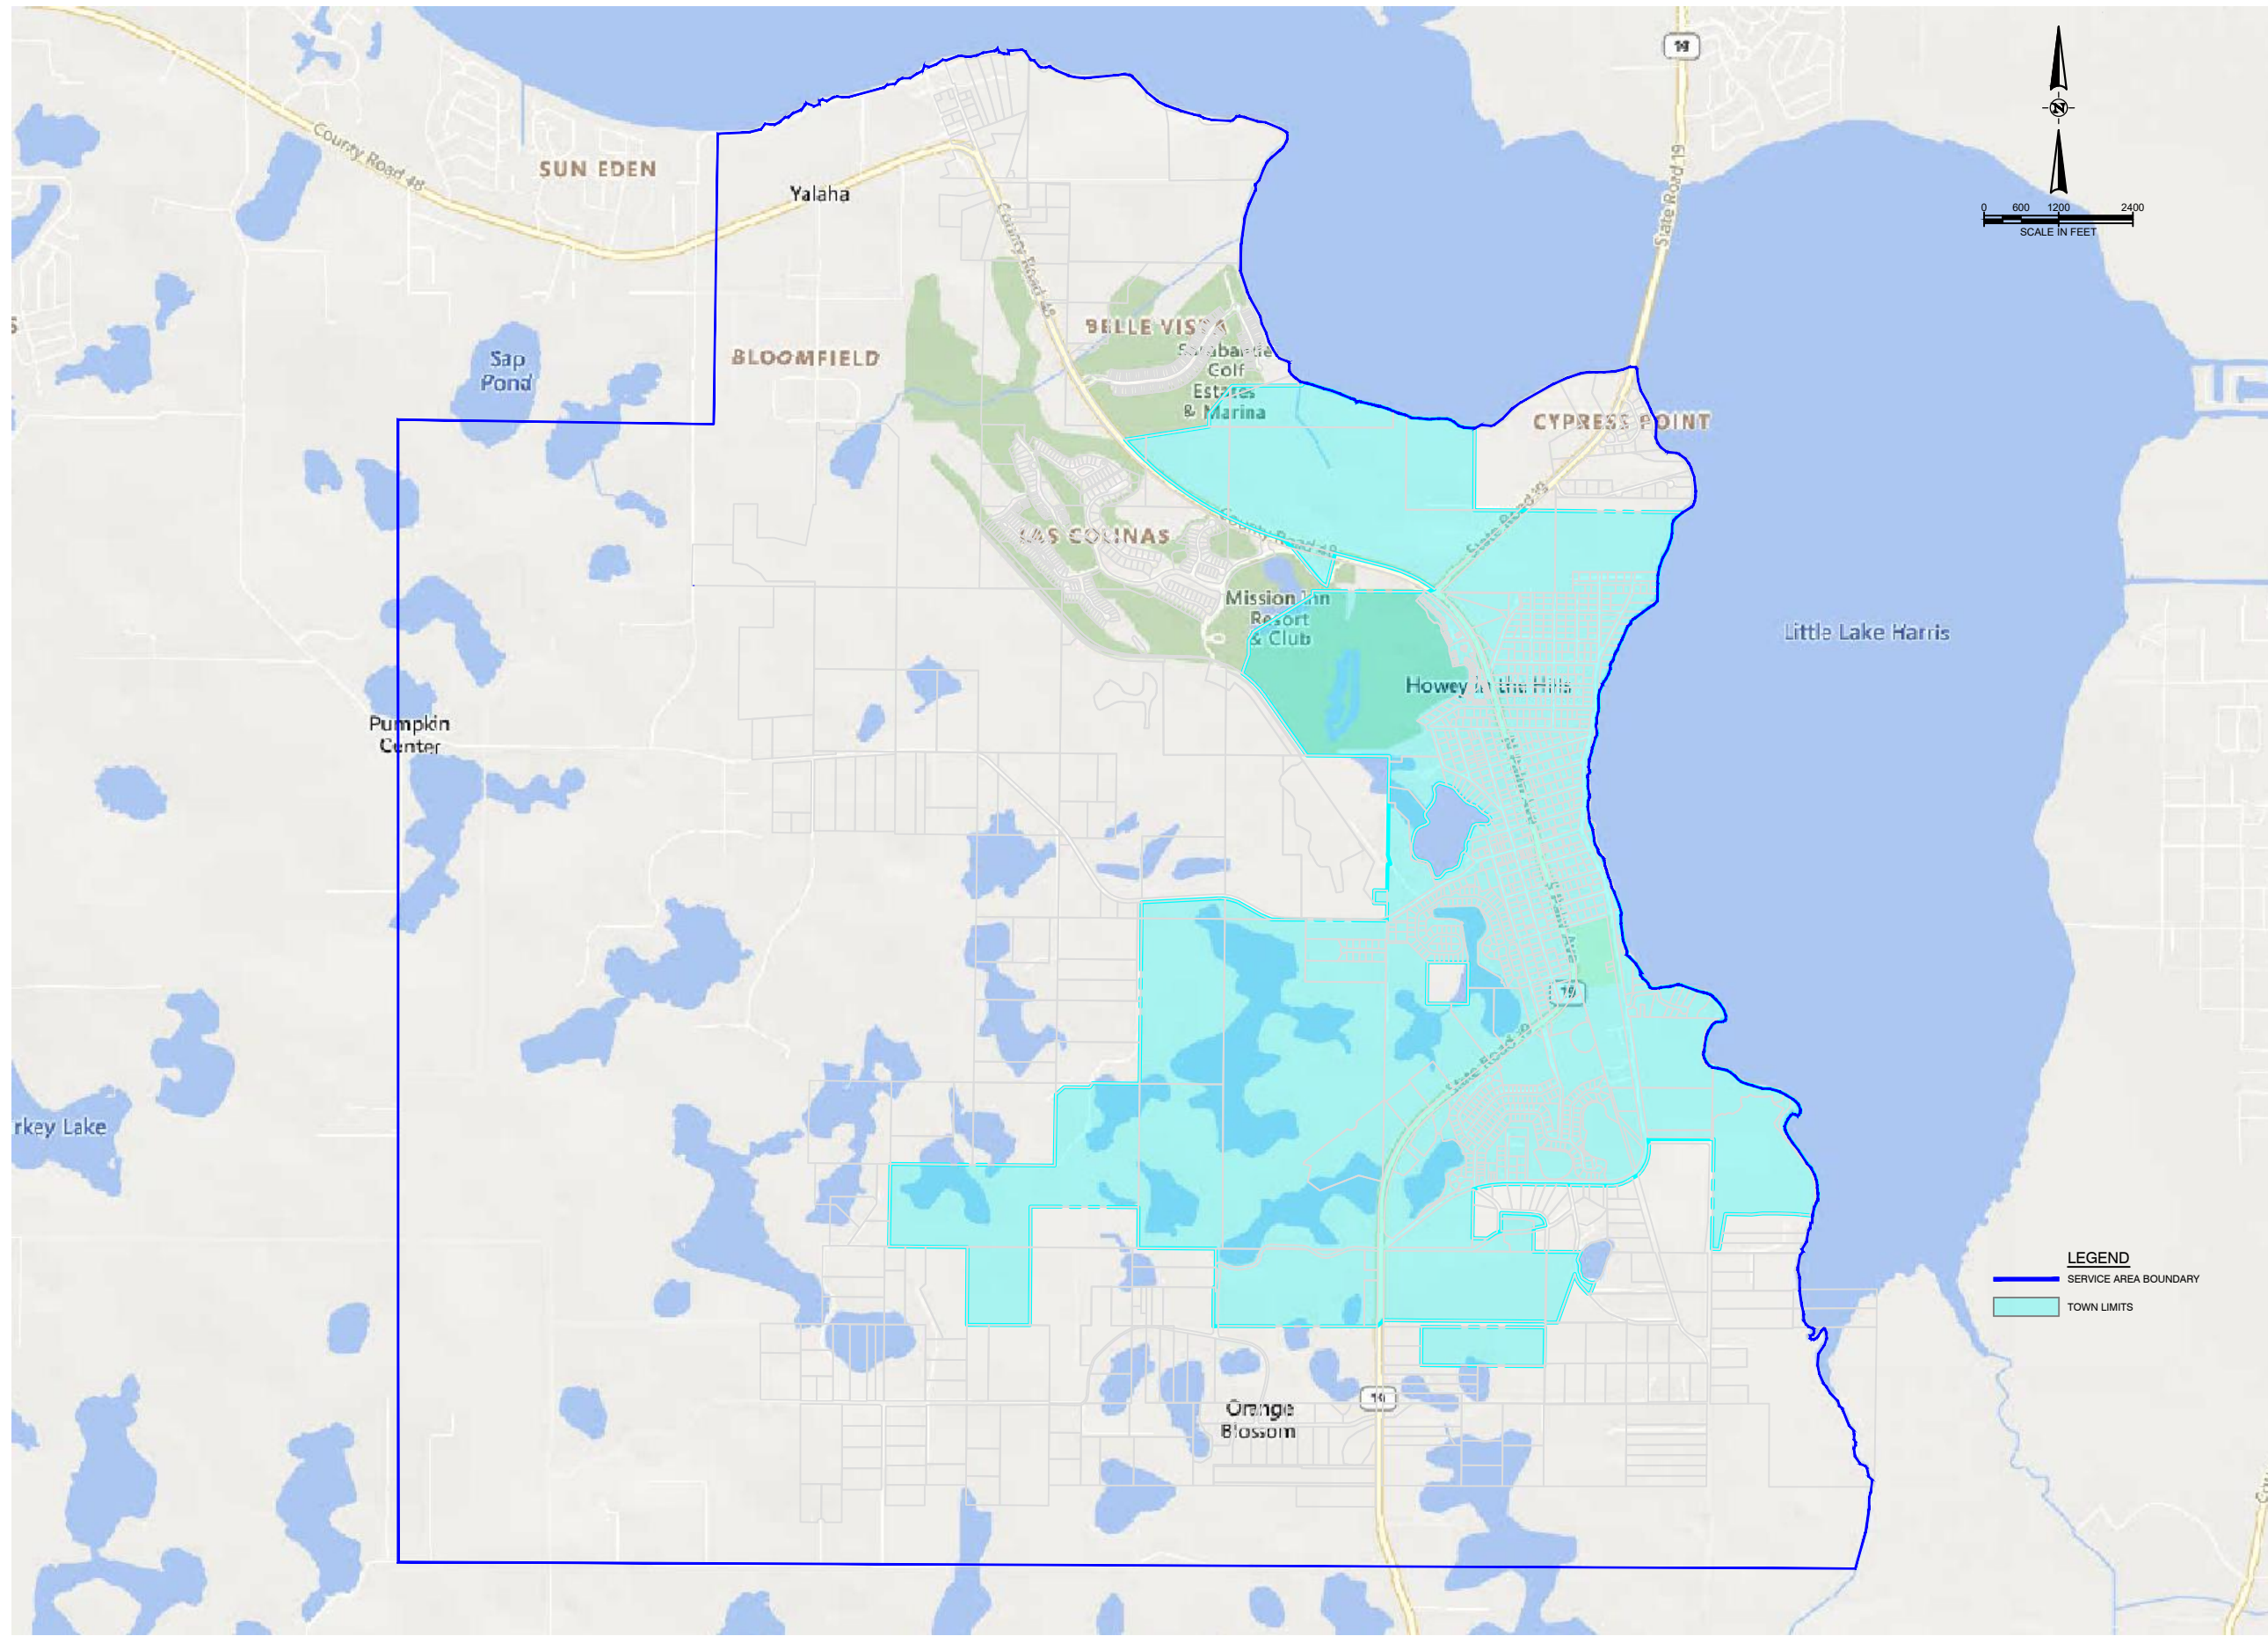 19
N
0 600 1200 2400
SCALE IN FEET
State Road 19
County Road 48
SUN EDEN
Yalaha
County Road 48
BELLE VISTA
BLOOMFIELD
Sap
Pond
Golf
Estates
& Marina
CYPRESS POINT
State Road 19
County Road 48
LAS COLINAS
Mission Inn
Resort
& Club
Little Lake Harris
Howey in the Hills
Pumpkin
Center
N Palm Ave
S Palm Ave
19
State Road 19
rkey Lake
LEGEND
SERVICE AREA BOUNDARY
TOWN LIMITS
19
Orange
Blossom